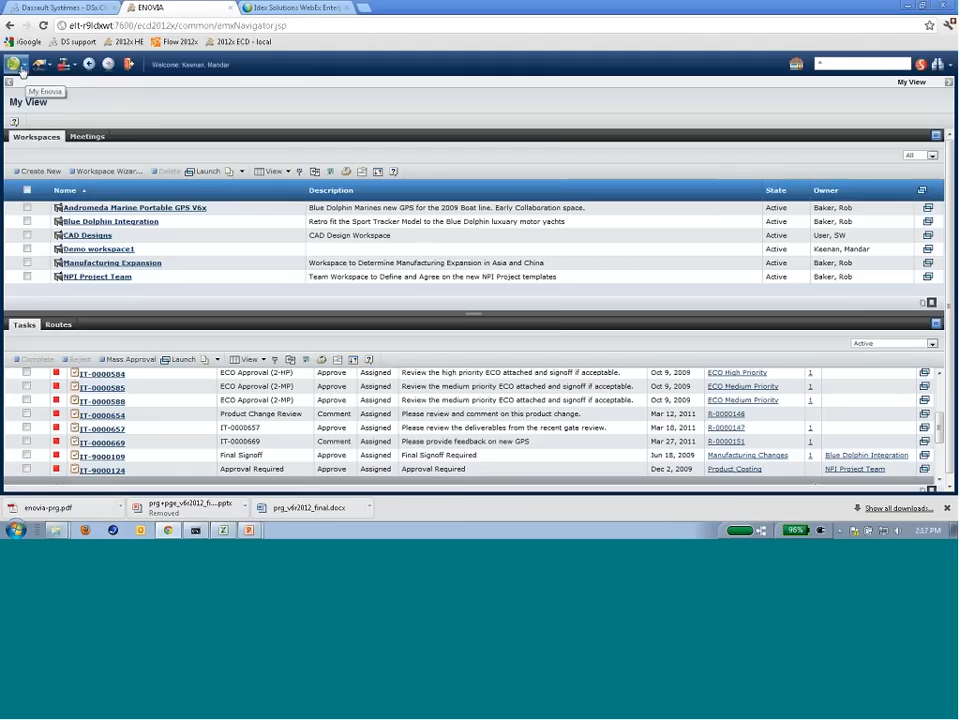 Dassault Systèmes - DSx.Cl
ENOVIA
Idex Solutions WebEx Enterp
elt-r9ldxwt:7600/ecd2012x/common/emxNavigator.jsp
iGoogle DS support 2012x HE Flow 2012x 2012x ECD - local
Welcome: Keenan, Mandar
*
My View
My Enovia
My View
Workspaces Meetings
All
Create New Workspace Wizar... Delete Launch View
Name Description State Owner
Andromeda Marine Portable GPS V6x Blue Dolphin Marines new GPS for the 2009 Boat line. Early Collaboration space. Active Baker, Rob
Blue Dolphin Integration Retro fit the Sport Tracker Model to the Blue Dolphin luxuary motor yachts Active Baker, Rob
CAD Designs CAD Design Workspace Active User, SW
Demo workspace1 Active Keenan, Mandar
Manufacturing Expansion Workspace to Determine Manufacturing Expansion in Asia and China Active Baker, Rob
NPI Project Team Team Workspace to Define and Agree on the new NPI Project templates Active Baker, Rob
Tasks Routes
Active
Complete Reject Mass Approval Launch View
IT-0000584 ECO Approval (2-HP) Approve Assigned Review the high priority ECO attached and signoff if acceptable. Oct 9, 2009 ECO High Priority 1
IT-0000585 ECO Approval (2-MP) Approve Assigned Review the medium priority ECO attached and signoff if acceptable. Oct 9, 2009 ECO Medium Priority 1
IT-0000588 ECO Approval (2-MP) Approve Assigned Review the medium priority ECO attached and signoff if acceptable. Oct 9, 2009 ECO Medium Priority 1
IT-0000654 Product Change Review Comment Assigned Please review and comment on this product change. Mar 12, 2011 R-0000146
IT-0000657 IT-0000657 Approve Assigned Please review the deliverables from the recent gate review. Mar 18, 2011 R-0000147 1
IT-0000669 IT-0000669 Comment Assigned Please provide feedback on new GPS Mar 27, 2011 R-0000151 1
IT-9000109 Final Signoff Approve Assigned Final Signoff Jun 18, 2009 Manufacturing Changes 1 Blue Dolphin Integration
IT-9000124 Approval Required Approve Assigned Approval Required Dec 2, 2009 Product Costing NPI Project Team
enovia-prg.pdf
prg+pge_v6r2012_fi....pptx
Removed
prg_v6r2012_final.docx
Show all downloads...
96%
2:17 PM